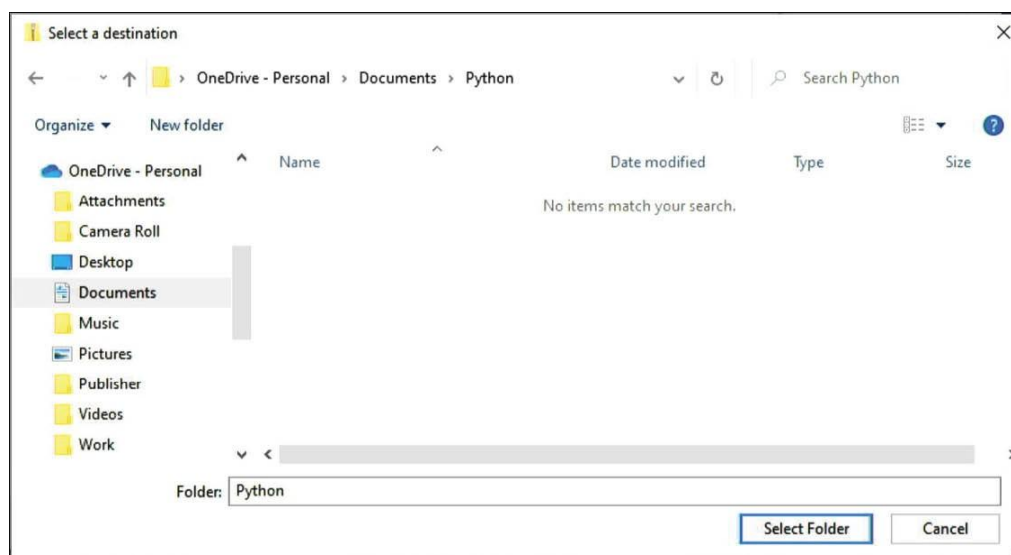 Select a destination
OneDrive - Personal › Documents › Python
Search Python
Organize
New folder
?
OneDrive - Personal
Attachments
Camera Roll
Desktop
Documents
Music
Pictures
Publisher
Videos
Work
Name
Date modified
Type
Size
No items match your search.
Folder: Python
Select Folder
Cancel